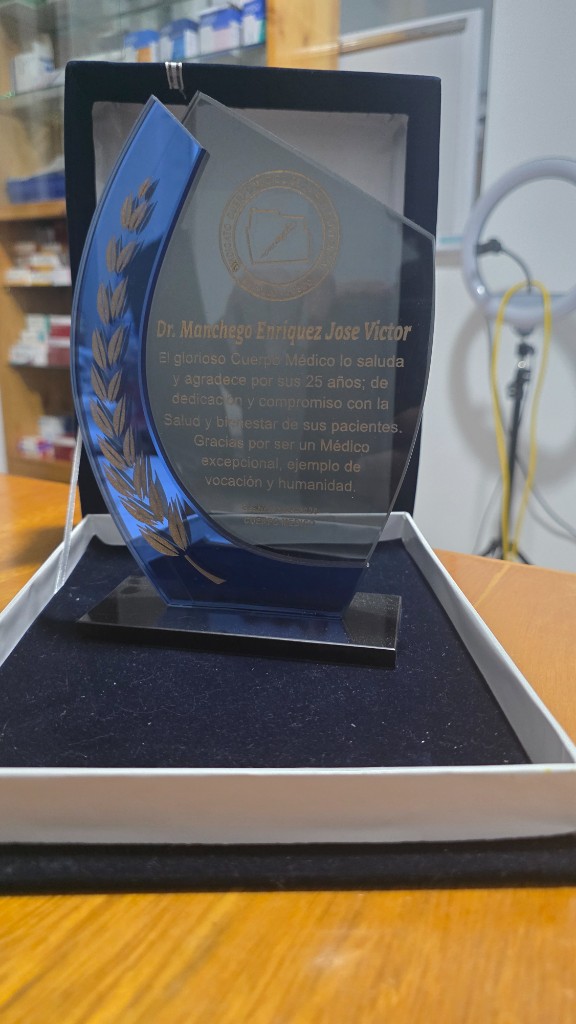 Dr. Manchego Enriquez Jose Victor
El glorioso Cuerpo Médico lo saluda
y agradece por sus 25 años; de
dedicación y compromiso con la
Salud y bienestar de sus pacientes.
Gracias por ser un Médico
excepcional, ejemplo de
vocación y humanidad.